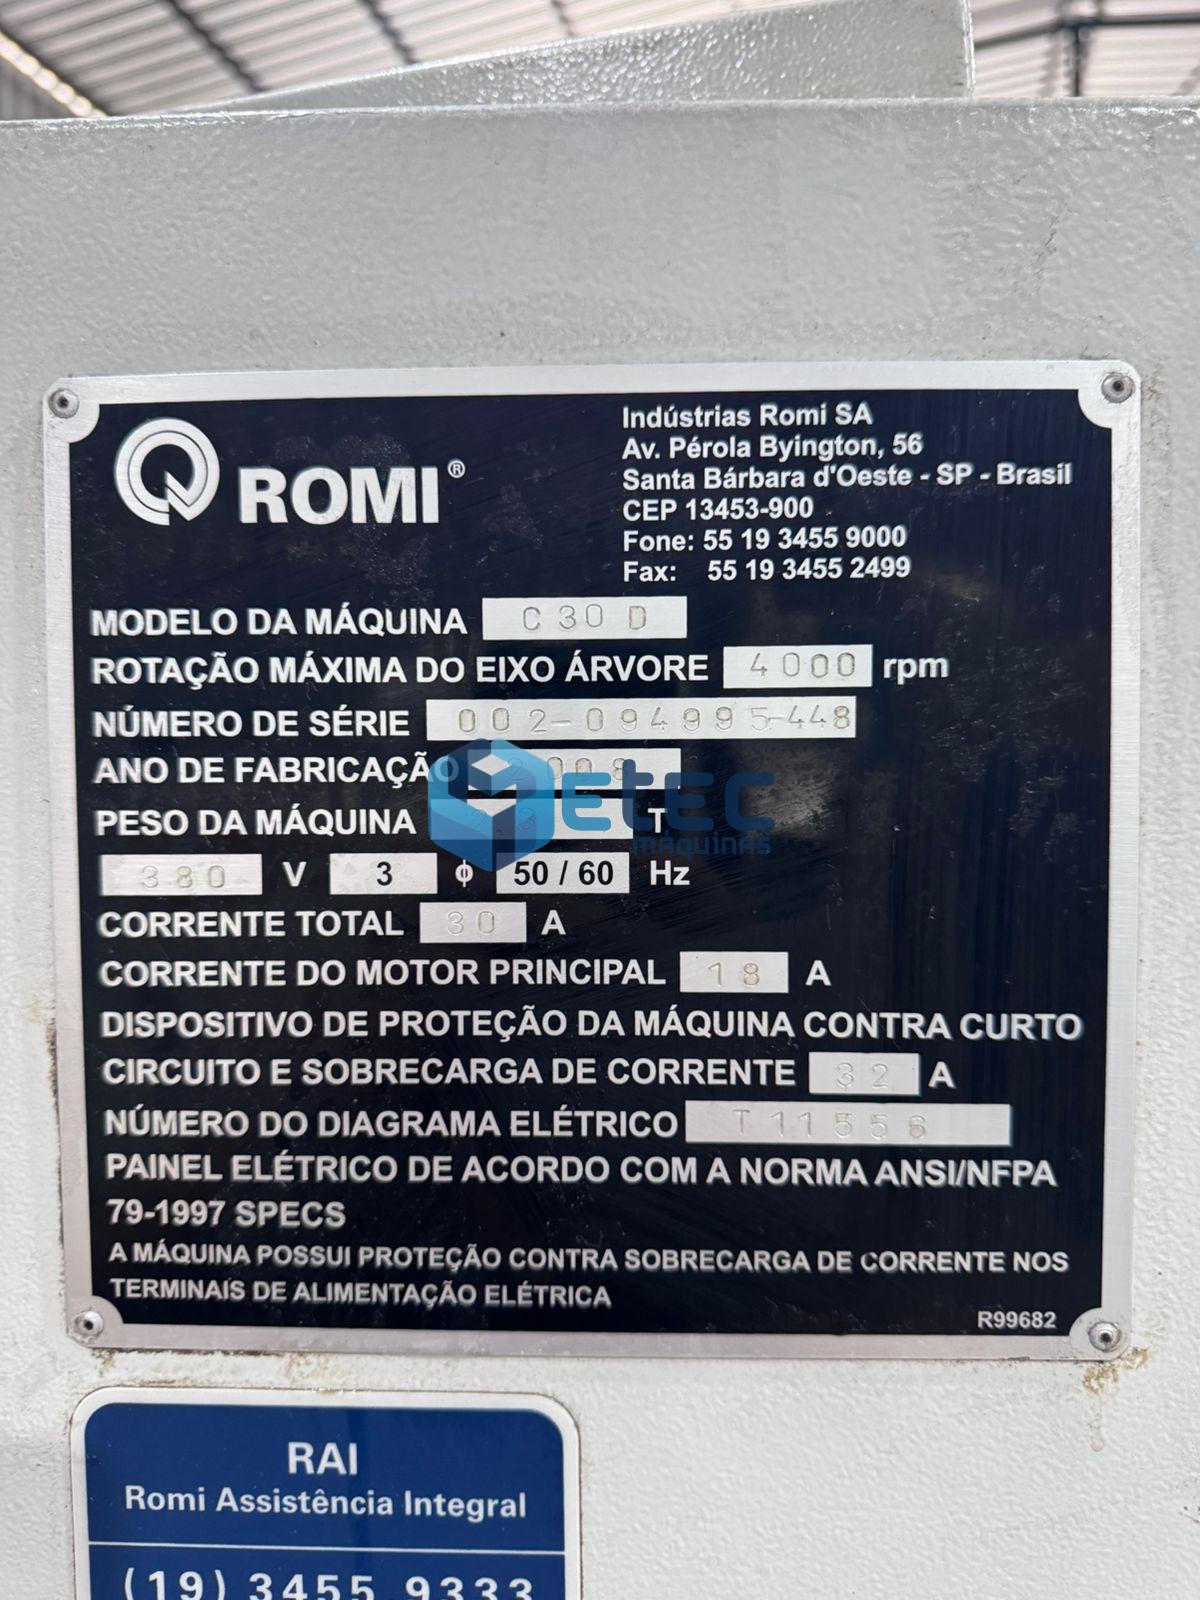 ROMI®
Indústrias Romi SA
Av. Pérola Byington, 56
Santa Bárbara d'Oeste - SP - Brasil
CEP 13453-900
Fone: 55 19 3455 9000
Fax: 55 19 3455 2499
MODELO DA MÁQUINA C 30 D
ROTAÇÃO MÁXIMA DO EIXO ÁRVORE 4000 rpm
NÚMERO DE SÉRIE 002-094995-448
ANO DE FABRICAÇÃO 2008
PESO DA MÁQUINA T
380 V 3 ϕ 50 / 60 Hz
CORRENTE TOTAL 30 A
CORRENTE DO MOTOR PRINCIPAL 18 A
DISPOSITIVO DE PROTEÇÃO DA MÁQUINA CONTRA CURTO
CIRCUITO E SOBRECARGA DE CORRENTE 32 A
NÚMERO DO DIAGRAMA ELÉTRICO T11556
PAINEL ELÉTRICO DE ACORDO COM A NORMA ANSI/NFPA
79-1997 SPECS
A MÁQUINA POSSUI PROTEÇÃO CONTRA SOBRECARGA DE CORRENTE NOS
TERMINAIS DE ALIMENTAÇÃO ELÉTRICA
R99682
etec
MÁQUINAS
RAI
Romi Assistência Integral
(19) 3455 9333